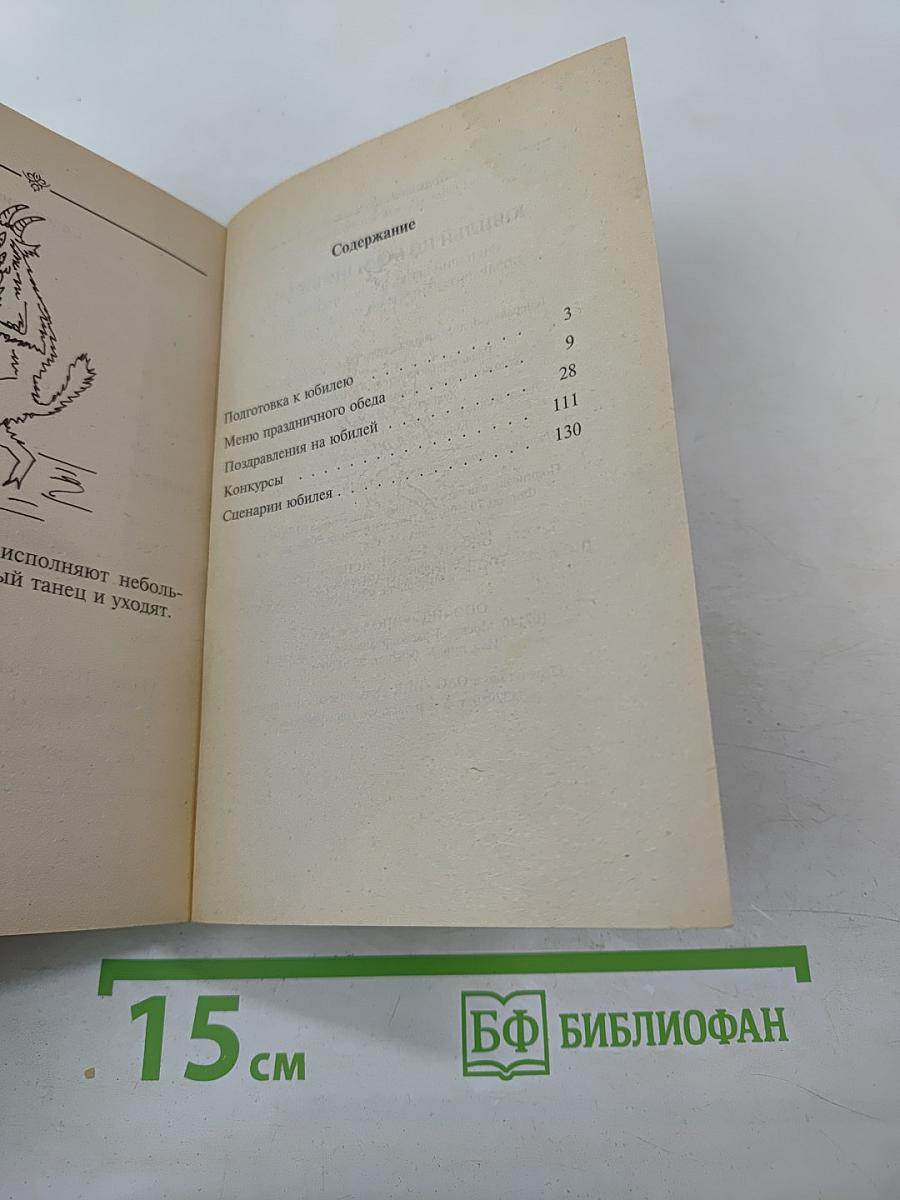 исполняют неболь-
ый танец и уходят.
Содержание
Подготовка к юбилею . . . . . . . . . . . 3
Меню праздничного обеда . . . . . . . . . 9
Поздравления на юбилей . . . . . . . . . . 28
Конкурсы . . . . . . . . . . . . . . . . 111
Сценарии юбилея . . . . . . . . . . . . . 130
15 см
БФ БИБЛИОФАН